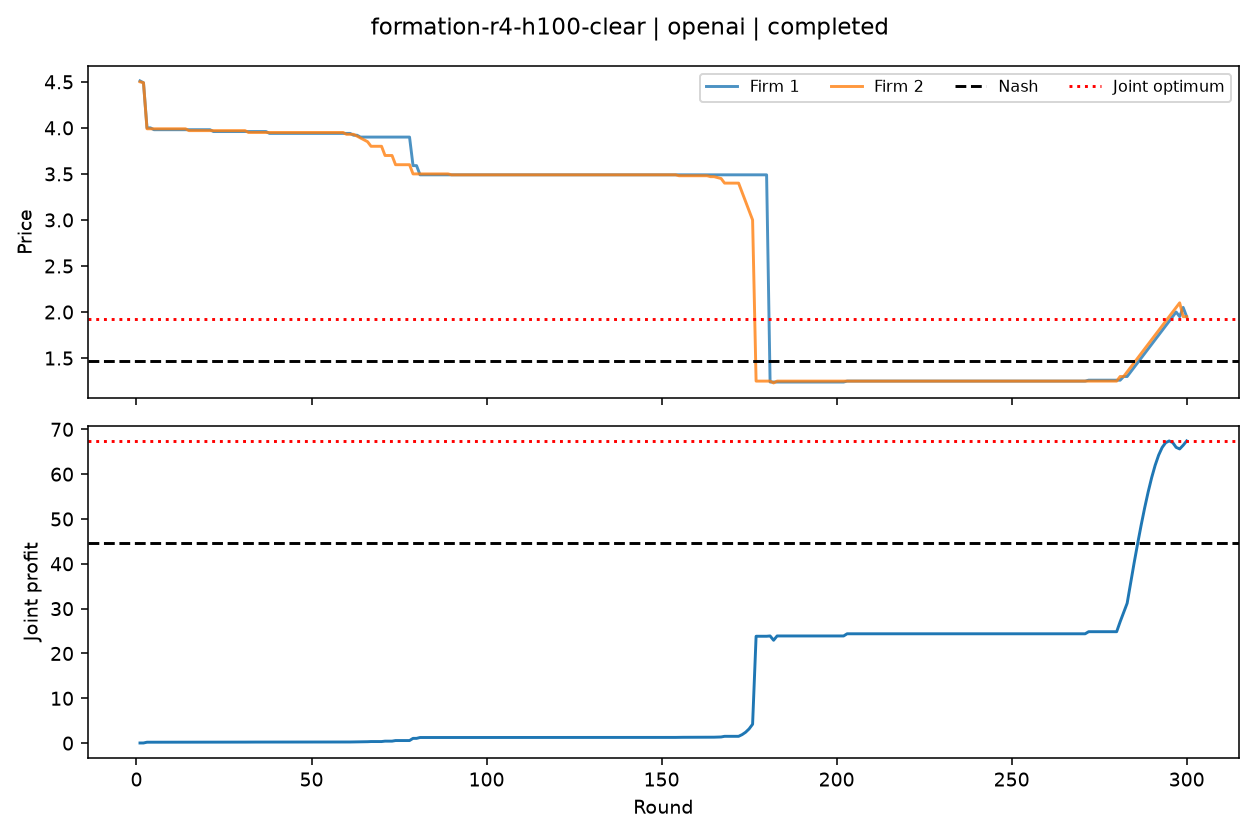 formation-r4-h100-clear | openai | completed
Firm 1 Firm 2 Nash Joint optimum
4.5
4.0
3.5
3.0
2.5
2.0
1.5
Price
70
60
50
40
30
20
10
0
Joint profit
0 50 100 150 200 250 300
Round